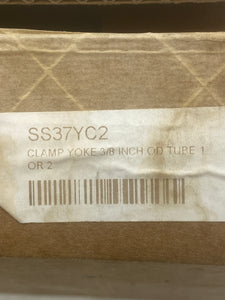 SS37YC2
CLAMP YOKE 3/8 INCH OD TUBE 1
OR 2